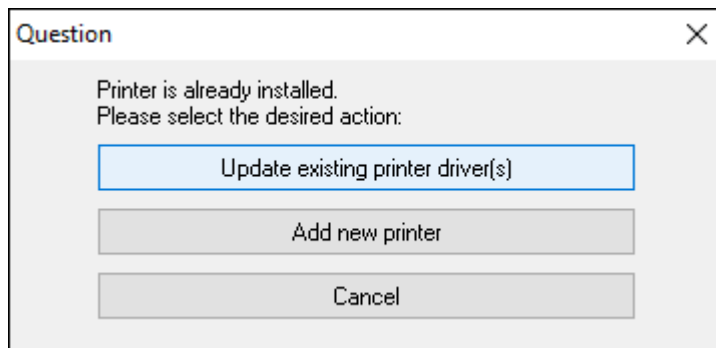 Question
Printer is already installed.
Please select the desired action:
Update existing printer driver(s)
Add new printer
Cancel